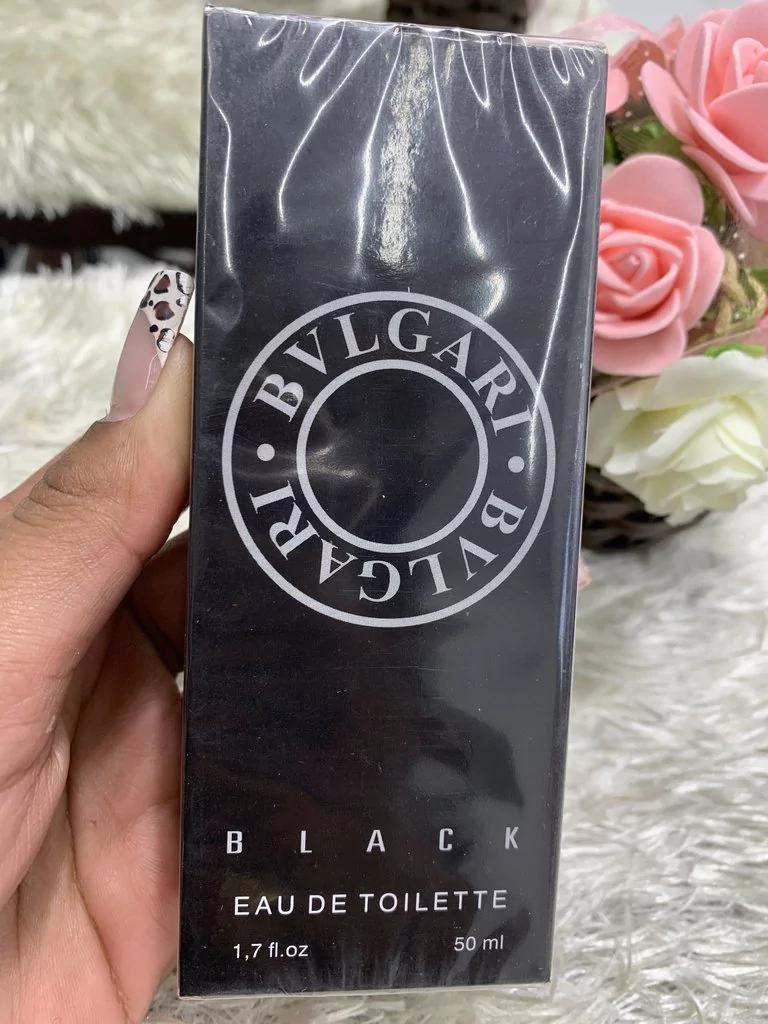 BVLGARI • BVLGARI •
BLACK
EAU DE TOILETTE
1,7 fl.oz 50 ml